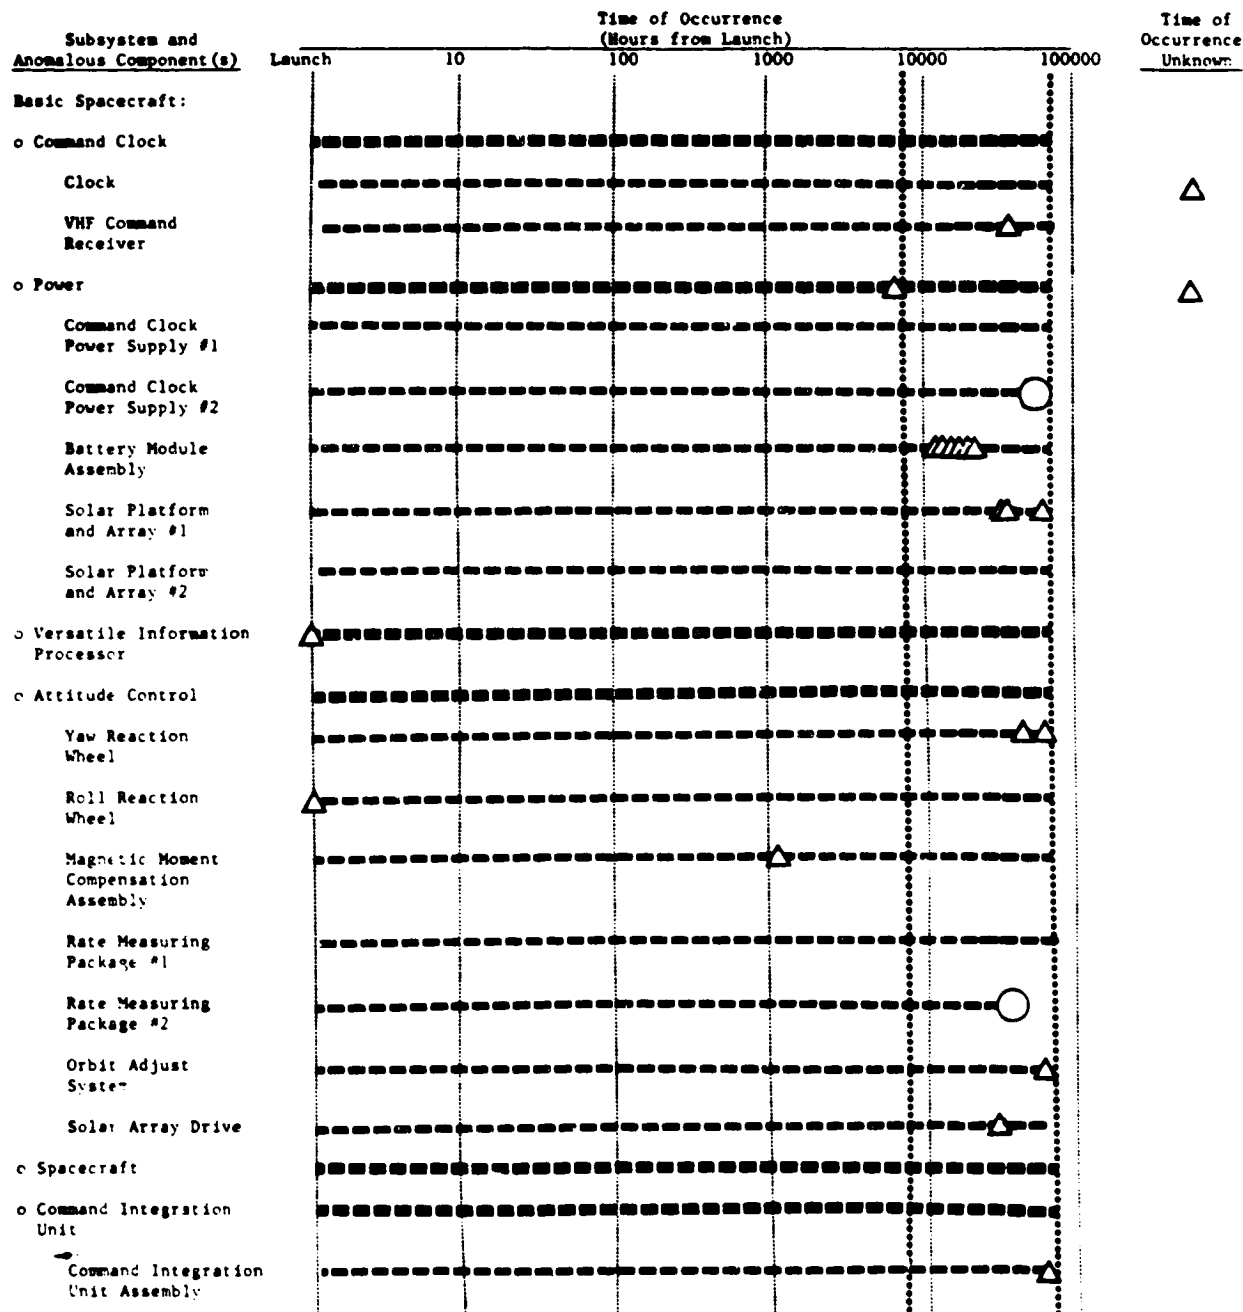 Time of Occurrence
(Hours from Launch)
Time of
Occurrence
Unknown
Subsystem and
Anomalous Component(s)
Launch 10 100 1000 10000 100000
Basic Spacecraft:
o Command Clock
Clock
VHF Command
Receiver
o Power
Command Clock
Power Supply #1
Command Clock
Power Supply #2
Battery Module
Assembly
Solar Platform
and Array #1
Solar Platform
and Array #2
o Versatile Information
Processor
o Attitude Control
Yaw Reaction
Wheel
Roll Reaction
Wheel
Magnetic Moment
Compensation
Assembly
Rate Measuring
Package #1
Rate Measuring
Package #2
Orbit Adjust
System
Solar Array Drive
o Spacecraft
o Command Integration
Unit
Command Integration
Unit Assembly